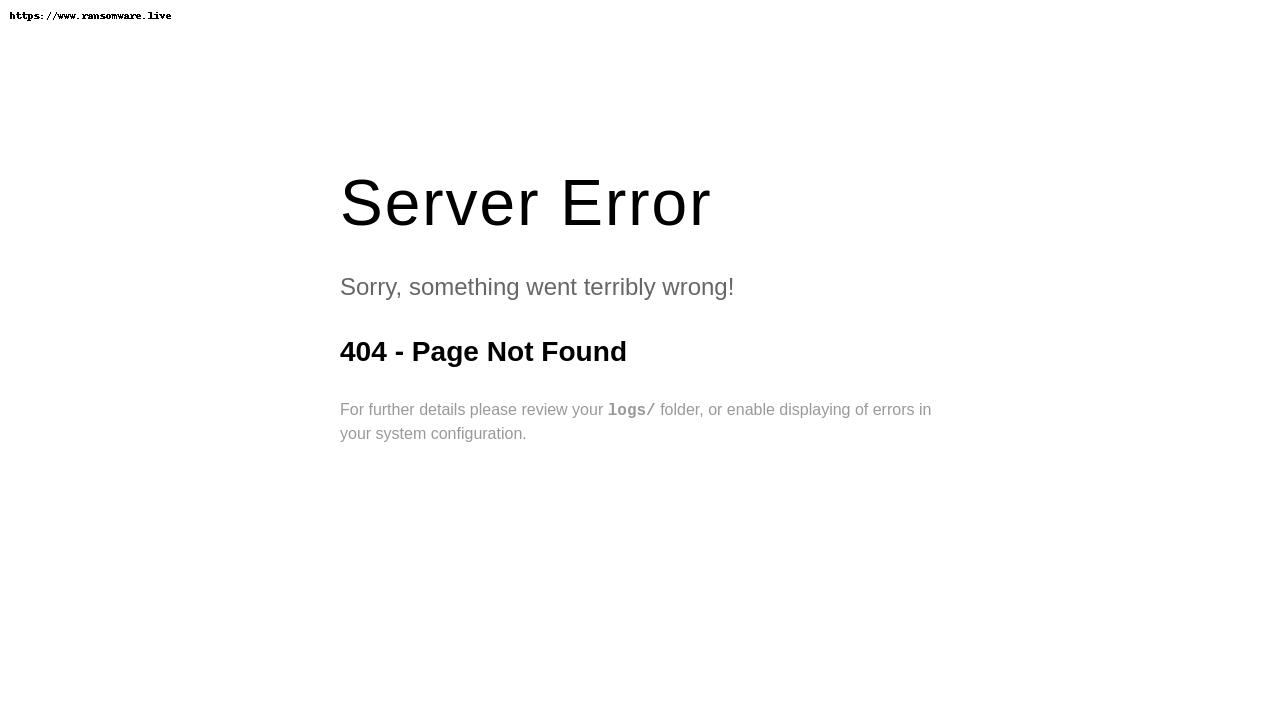 https://www.ransomware.live
Server Error
Sorry, something went terribly wrong!
404 - Page Not Found
For further details please review your logs/ folder, or enable displaying of errors in
your system configuration.